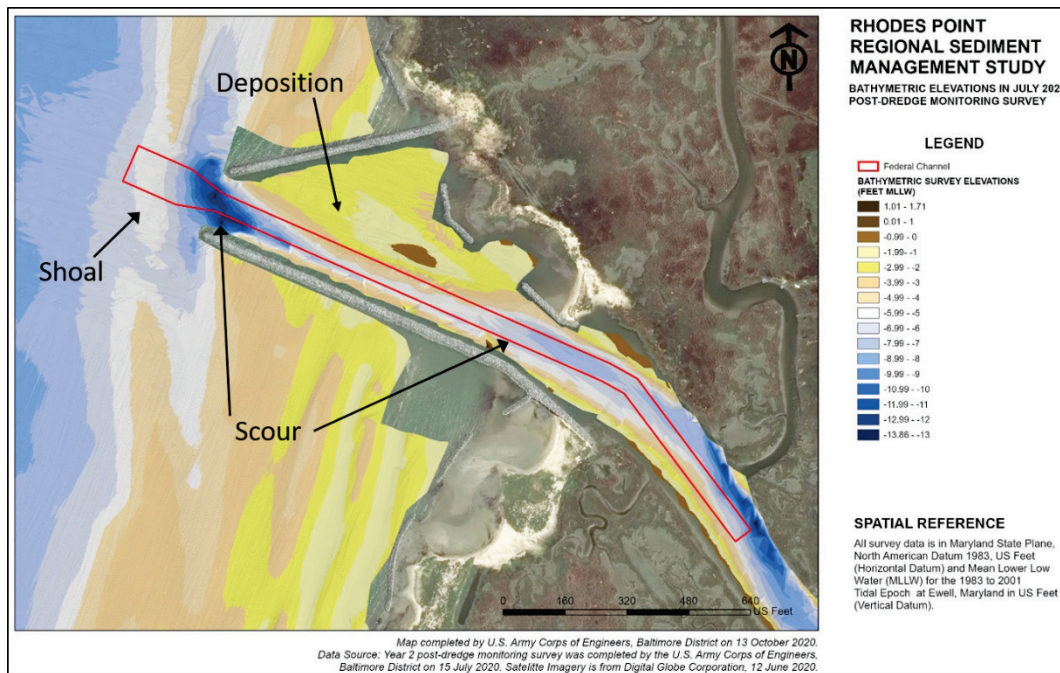 Deposition
N
Shoal
Scour
0 160 320 480 640
US Feet
RHODES POINT
REGIONAL SEDIMENT
MANAGEMENT STUDY
BATHYMETRIC ELEVATIONS IN JULY 202
POST-DREDGE MONITORING SURVEY
LEGEND
Federal Channel
BATHYMETRIC SURVEY ELEVATIONS
(FEET MLLW)
1.01 - 1.71
0.01 - 1
-0.99 - 0
-1.99 - -1
-2.99 - -2
-3.99 - -3
-4.99 - -4
-5.99 - -5
-6.99 - -6
-7.99 - -7
-8.99 - -8
-9.99 - -9
-10.99 - -10
-11.99 - -11
-12.99 - -12
-13.86 - -13
SPATIAL REFERENCE
All survey data is in Maryland State Plane,
North American Datum 1983, US Feet
(Horizontal Datum) and Mean Lower Low
Water (MLLW) for the 1983 to 2001
Tidal Epoch at Ewell, Maryland in US Feet
(Vertical Datum).
Map completed by U.S. Army Corps of Engineers, Baltimore District on 13 October 2020.
Data Source: Year 2 post-dredge monitoring survey was completed by the U.S. Army Corps of Engineers,
Baltimore District on 15 July 2020. Satelitte Imagery is from Digital Globe Corporation, 12 June 2020.